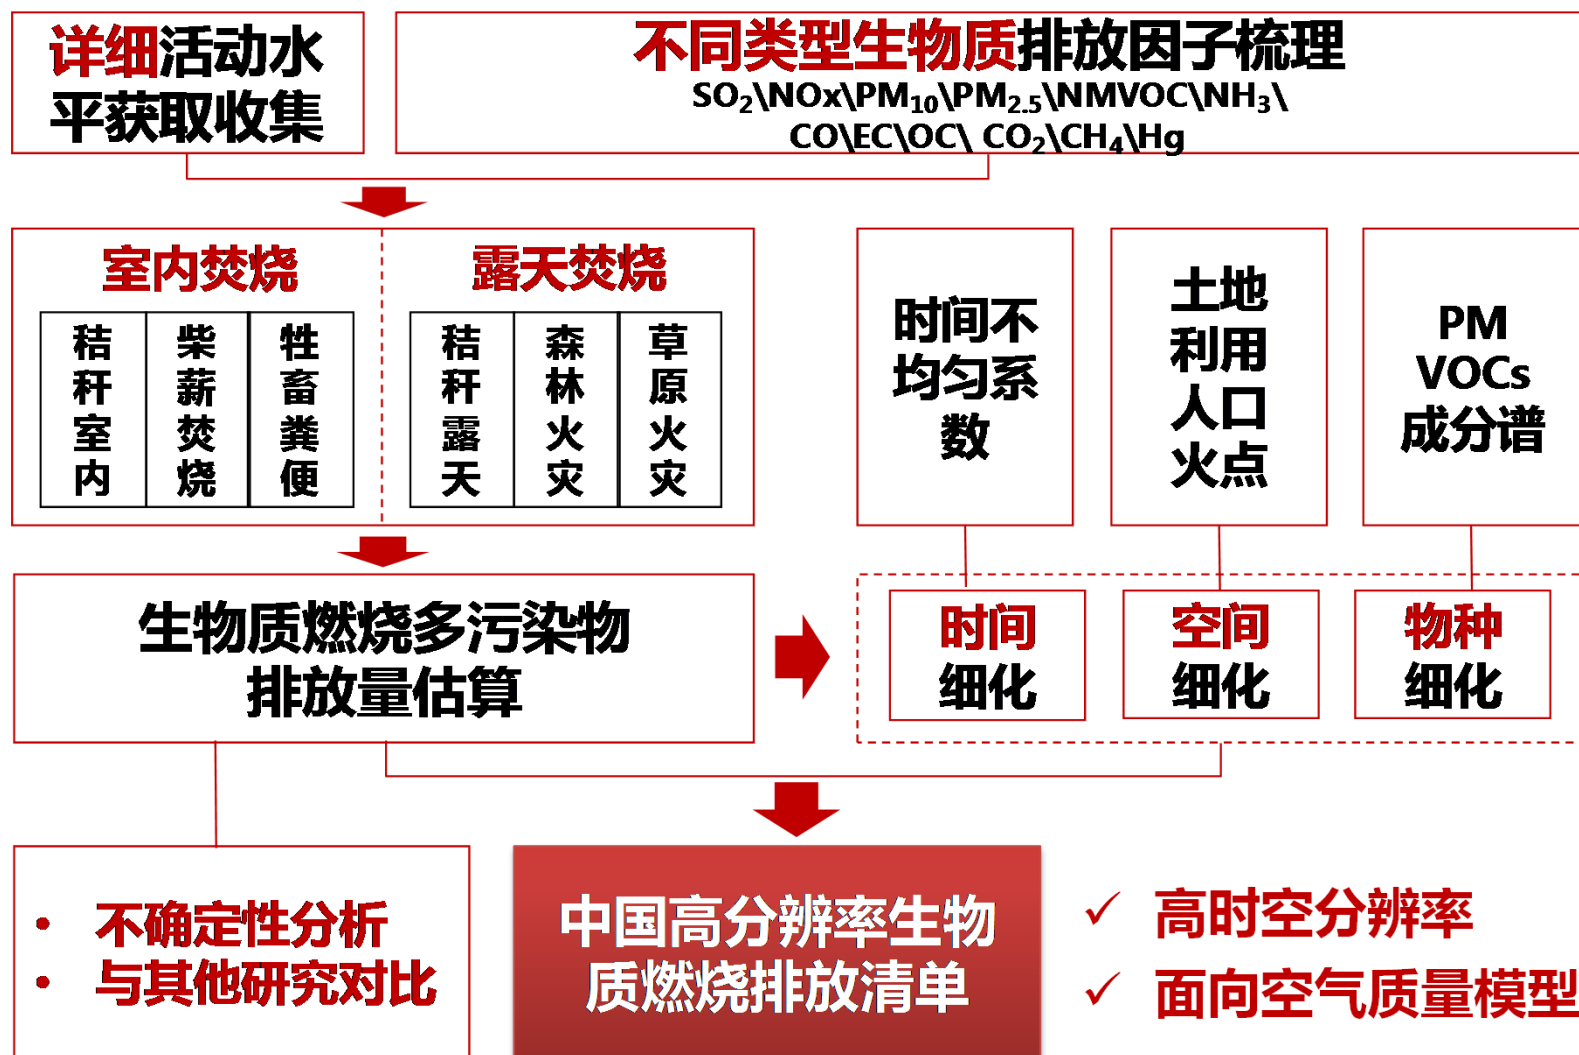 详细活动水
平获取收集
不同类型生物质排放因子梳理
SO₂\NOx\PM₁₀\PM₂.₅\NMVOC\NH₃\
CO\EC\OC\ CO₂\CH₄\Hg
室内焚烧
秸秆室内
柴薪焚烧
牲畜粪便
露天焚烧
秸秆露天
森林火灾
草原火灾
时间不
均匀系
数
土地
利用
人口
火点
PM
VOCs
成分谱
生物质燃烧多污染物
排放量估算
时间
细化
空间
细化
物种
细化
• 不确定性分析
• 与其他研究对比
中国高分辨率生物
质燃烧排放清单
✓ 高时空分辨率
✓ 面向空气质量模型